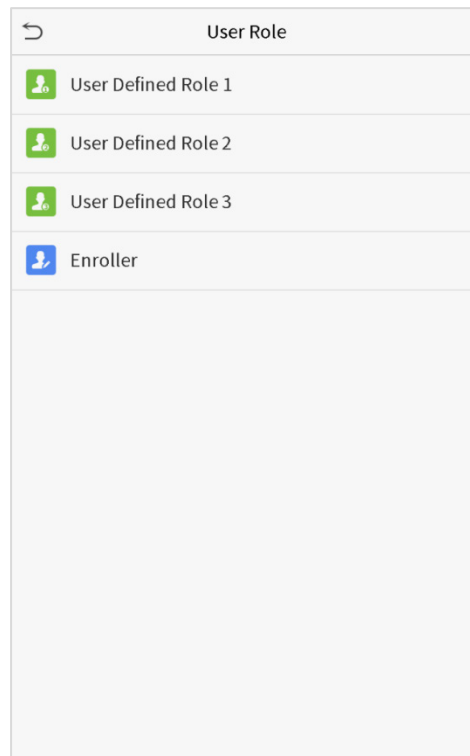 User Role
User Defined Role 1
User Defined Role 2
User Defined Role 3
Enroller